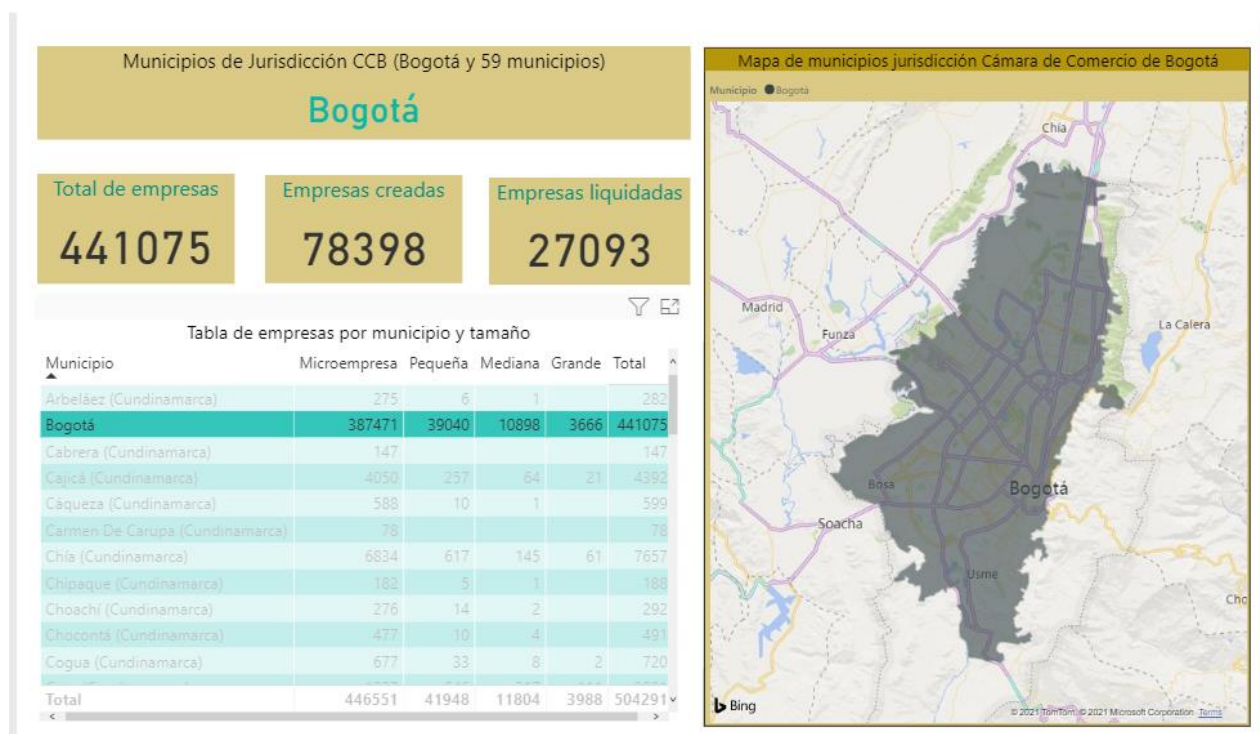 Municipios de Jurisdicción CCB (Bogotá y 59 municipios)
Bogotá
Total de empresas
441075
Empresas creadas
78398
Empresas liquidadas
27093
Tabla de empresas por municipio y tamaño
Municipio Microempresa Pequeña Mediana Grande Total
Arbeláez (Cundinamarca) 275 6 1 282
Bogotá 387471 39040 10898 3666 441075
Cabrera (Cundinamarca) 147 147
Cajicá (Cundinamarca) 4050 257 64 21 4392
Cáqueza (Cundinamarca) 588 10 1 599
Carmen De Carupa (Cundinamarca) 78 78
Chía (Cundinamarca) 6834 617 145 61 7657
Chipaque (Cundinamarca) 182 5 1 188
Choachí (Cundinamarca) 276 14 2 292
Chocontá (Cundinamarca) 477 10 4 491
Cogua (Cundinamarca) 677 33 8 2 720
Total 446551 41948 11804 3988 504291
Mapa de municipios jurisdicción Cámara de Comercio de Bogotá
Municipio Bogotá
Chía
Madrid
Funza
La Calera
Bosa
Bogotá
Soacha
Usme
Cho
Bing
© 2021 TomTom, © 2021 Microsoft Corporation Terms